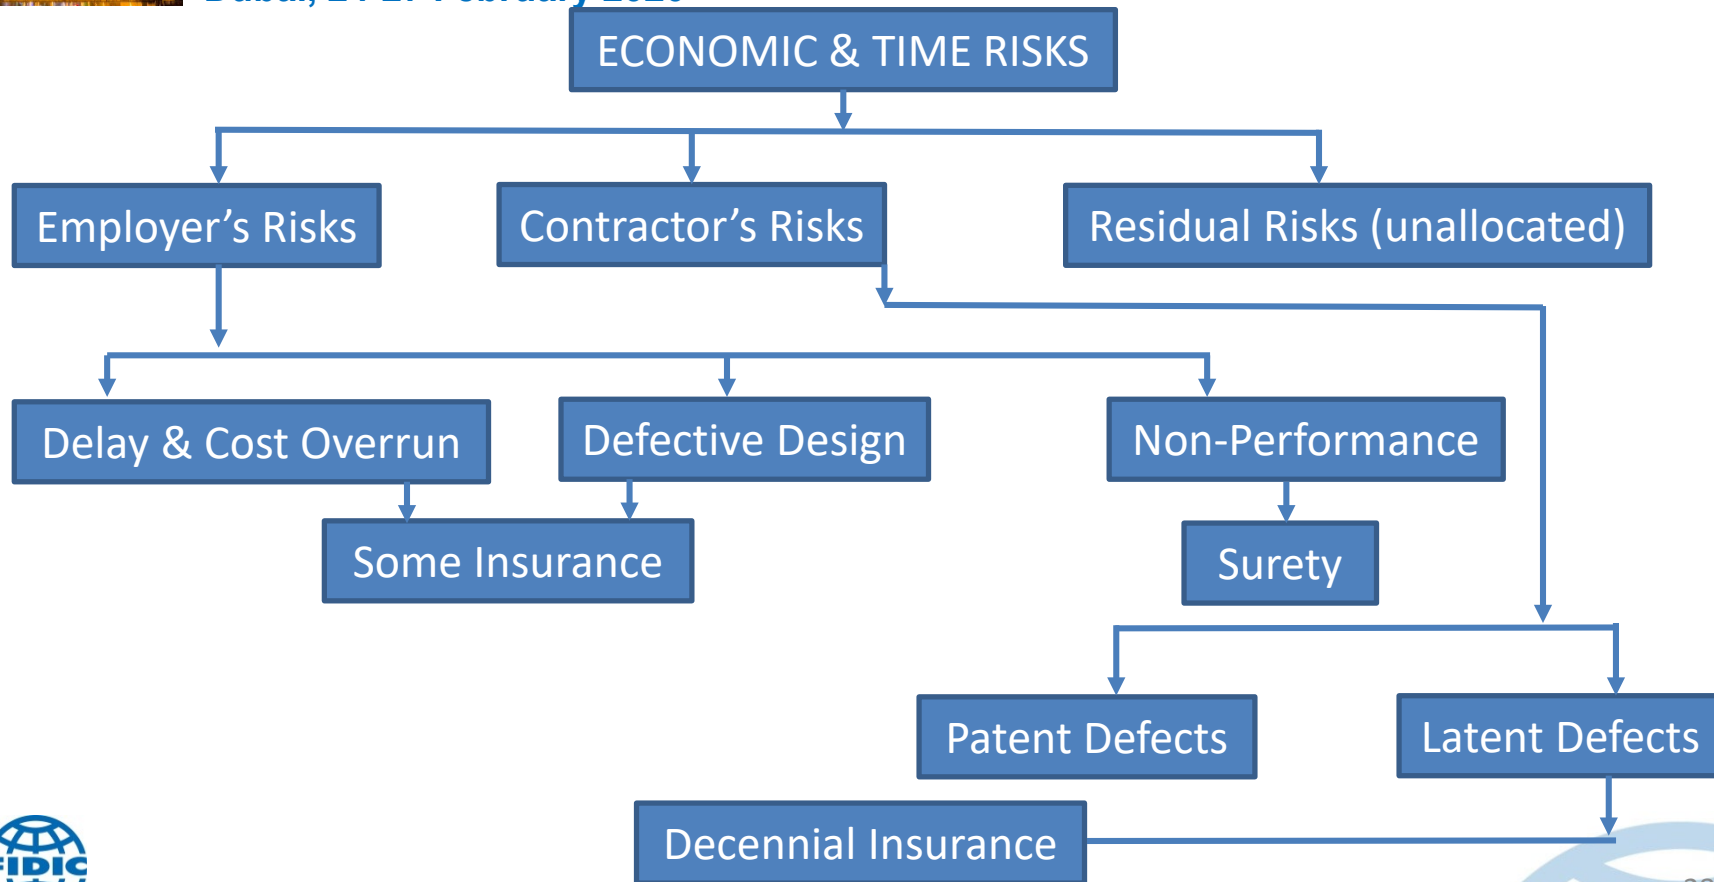 ECONOMIC & TIME RISKS
Employer’s Risks
Contractor’s Risks
Residual Risks (unallocated)
Delay & Cost Overrun
Defective Design
Non-Performance
Some Insurance
Surety
Patent Defects
Latent Defects
Decennial Insurance
FIDIC